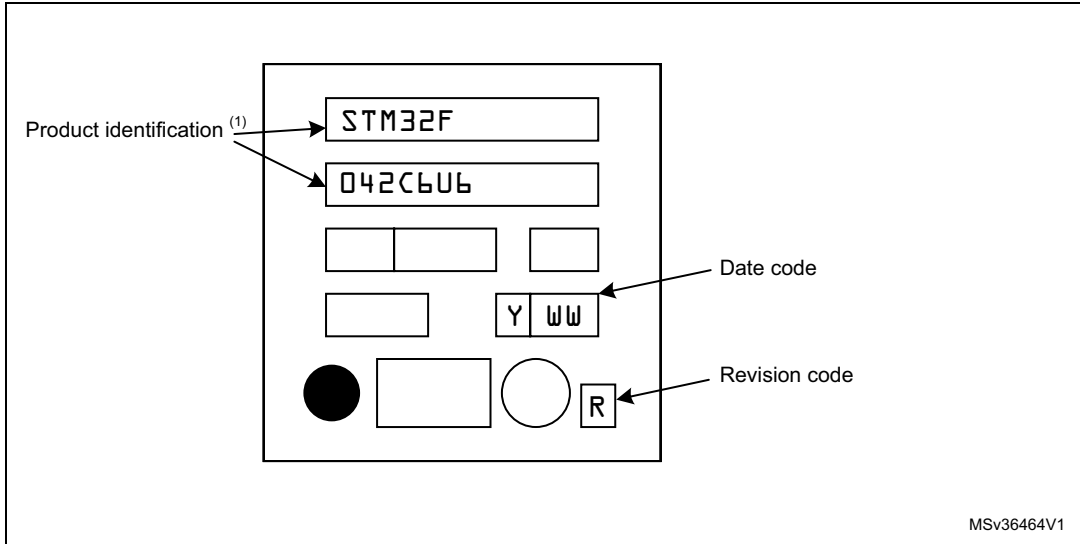 Product identification (1)
STM32F
042C6U6
Date code
Y WW
Revision code
R
MSv36464V1